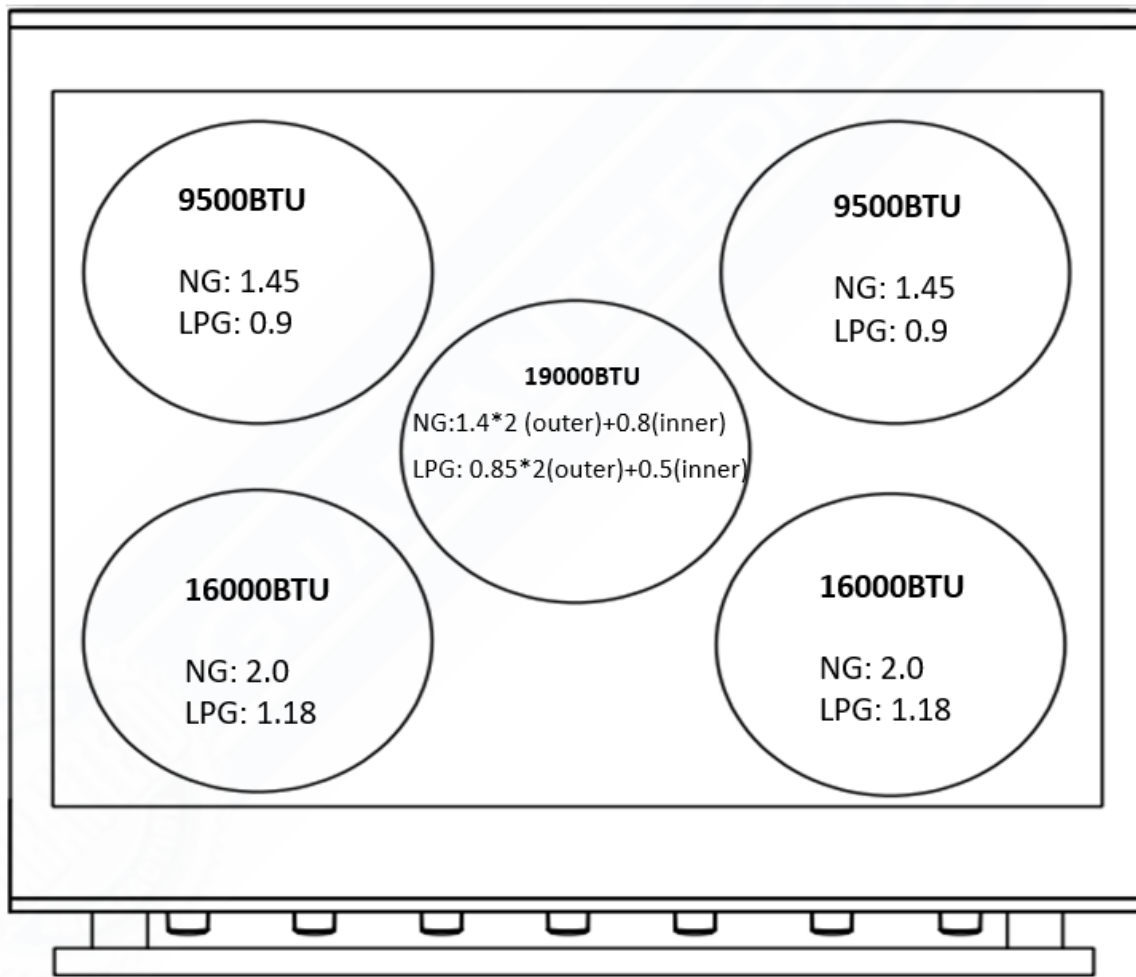 9500BTU
NG: 1.45
LPG: 0.9
9500BTU
NG: 1.45
LPG: 0.9
19000BTU
NG:1.4*2 (outer)+0.8(inner)
LPG: 0.85*2(outer)+0.5(inner)
16000BTU
NG: 2.0
LPG: 1.18
16000BTU
NG: 2.0
LPG: 1.18